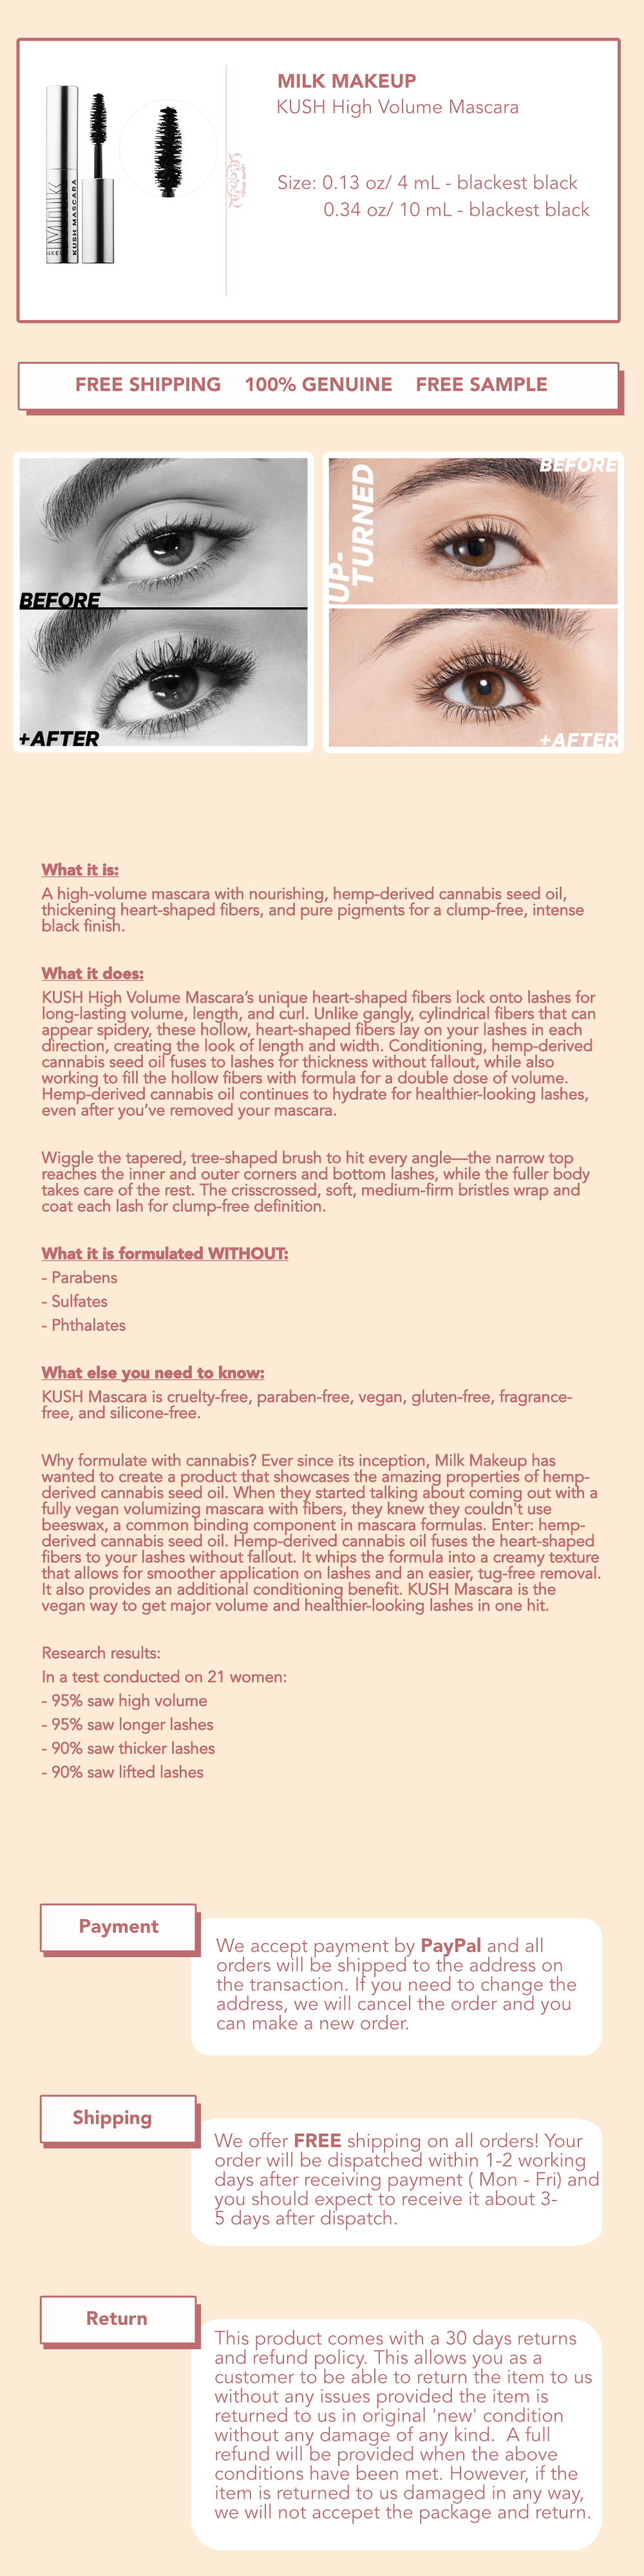 MILK MAKEUP
KUSH High Volume Mascara
Size: 0.13 oz/ 4 mL - blackest black
0.34 oz/ 10 mL - blackest black
MILK
KUSH MASCARA
FREE SHIPPING 100% GENUINE FREE SAMPLE
BEFORE
+AFTER
UP-
TURNED
BEFORE
+AFTER
What it is:
A high-volume mascara with nourishing, hemp-derived cannabis seed oil,
thickening heart-shaped fibers, and pure pigments for a clump-free, intense
black finish.
What it does:
KUSH High Volume Mascara’s unique heart-shaped fibers lock onto lashes for
long-lasting volume, length, and curl. Unlike gangly, cylindrical fibers that can
appear spidery, these hollow, heart-shaped fibers lay on your lashes in each
direction, creating the look of length and width. Conditioning, hemp-derived
cannabis seed oil fuses to lashes for thickness without fallout, while also
working to fill the hollow fibers with formula for a double dose of volume.
Hemp-derived cannabis oil continues to hydrate for healthier-looking lashes,
even after you’ve removed your mascara.
Wiggle the tapered, tree-shaped brush to hit every angle—the narrow top
reaches the inner and outer corners and bottom lashes, while the fuller body
takes care of the rest. The crisscrossed, soft, medium-firm bristles wrap and
coat each lash for clump-free definition.
What it is formulated WITHOUT:
- Parabens
- Sulfates
- Phthalates
What else you need to know:
KUSH Mascara is cruelty-free, paraben-free, vegan, gluten-free, fragrance-
free, and silicone-free.
Why formulate with cannabis? Ever since its inception, Milk Makeup has
wanted to create a product that showcases the amazing properties of hemp-
derived cannabis seed oil. When they started talking about coming out with a
fully vegan volumizing mascara with fibers, they knew they couldn't use
beeswax, a common binding component in mascara formulas. Enter: hemp-
derived cannabis seed oil. Hemp-derived cannabis oil fuses the heart-shaped
fibers to your lashes without fallout. It whips the formula into a creamy texture
that allows for smoother application on lashes and an easier, tug-free removal.
It also provides an additional conditioning benefit. KUSH Mascara is the
vegan way to get major volume and healthier-looking lashes in one hit.
Research results:
In a test conducted on 21 women:
- 95% saw high volume
- 95% saw longer lashes
- 90% saw thicker lashes
- 90% saw lifted lashes
Payment
We accept payment by PayPal and all
orders will be shipped to the address on
the transaction. If you need to change the
address, we will cancel the order and you
can make a new order.
Shipping
We offer FREE shipping on all orders! Your
order will be dispatched within 1-2 working
days after receiving payment ( Mon - Fri) and
you should expect to receive it about 3-
5 days after dispatch.
Return
This product comes with a 30 days returns
and refund policy. This allows you as a
customer to be able to return the item to us
without any issues provided the item is
returned to us in original 'new' condition
without any damage of any kind. A full
refund will be provided when the above
conditions have been met. However, if the
item is returned to us damaged in any way,
we will not accepet the package and return.